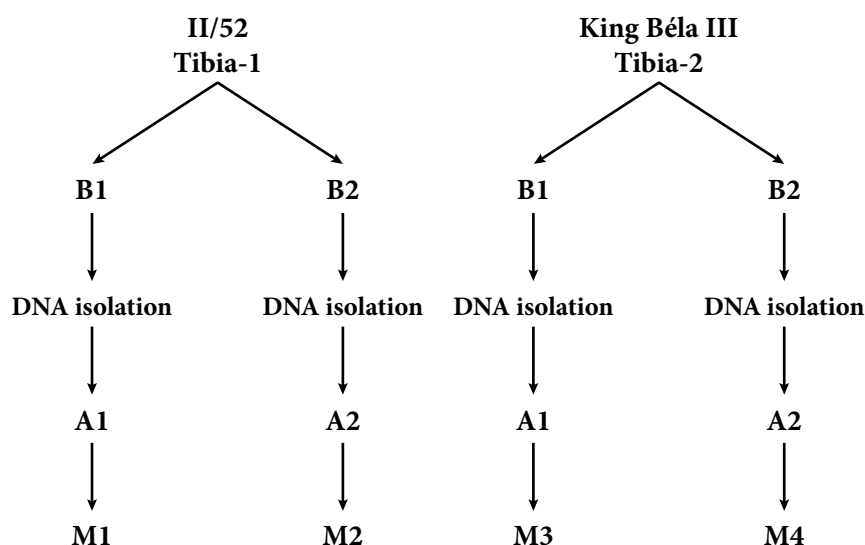 II/52
Tibia-1
King Béla III
Tibia-2
B1
B2
B1
B2
DNA isolation
DNA isolation
DNA isolation
DNA isolation
A1
A2
A1
A2
M1
M2
M3
M4